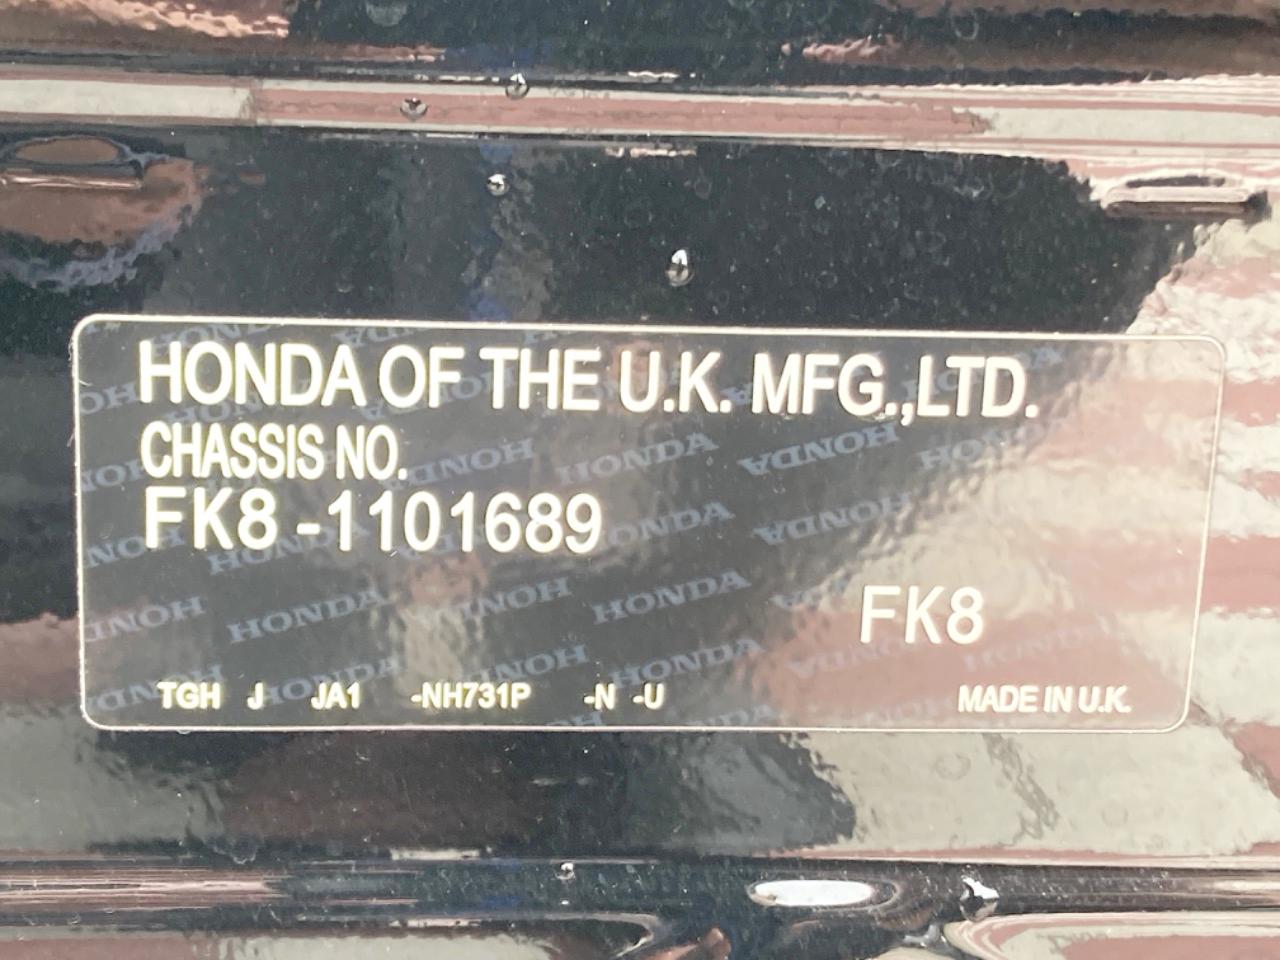 HONDA OF THE U.K. MFG.,LTD.
CHASSIS NO.
FK8-1101689
FK8
TGH J JA1 -NH731P -N -U MADE IN U.K.